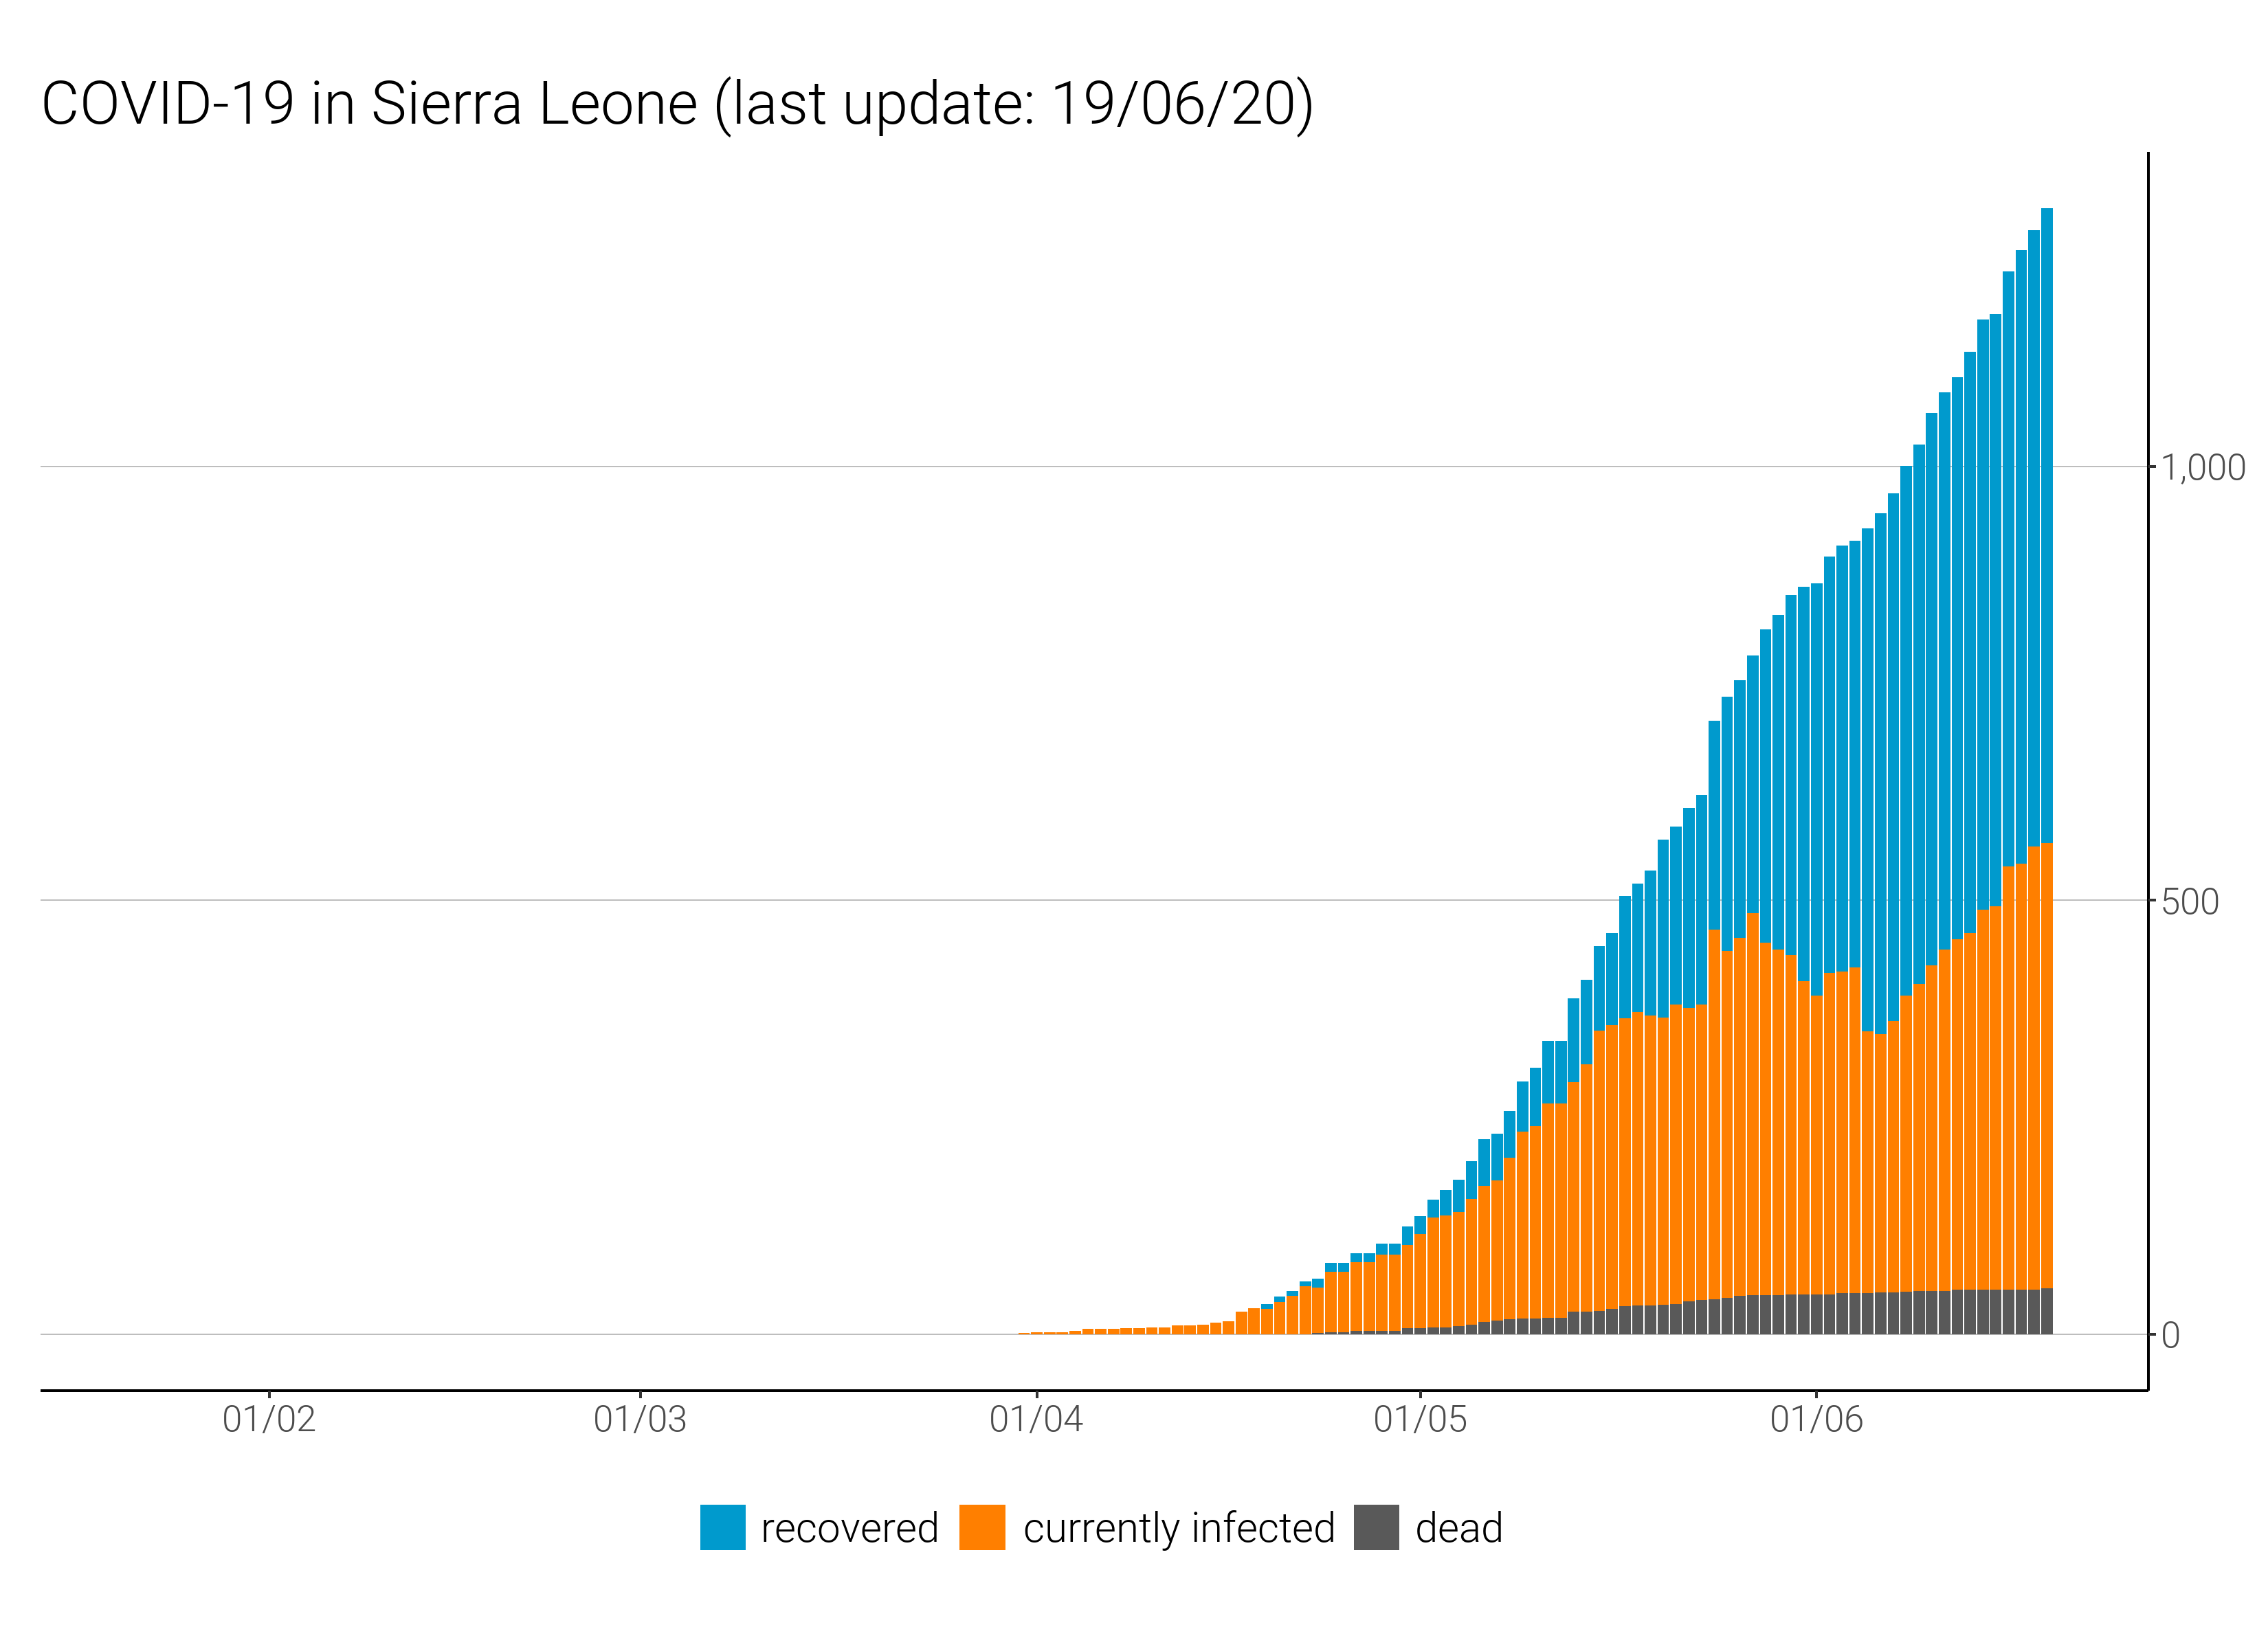 COVID-19 in Sierra Leone (last update: 19/06/20)
1,000
500
0
01/02 01/03 01/04 01/05 01/06
recovered currently infected dead